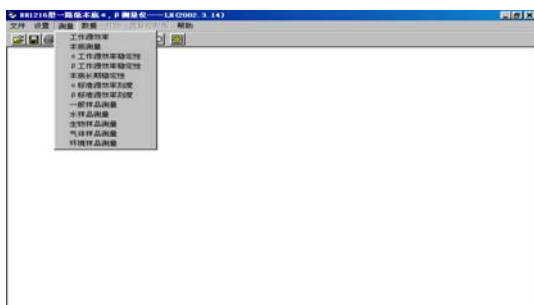 BH1216型一路低本底α,β测量仪——LR(2002.3.14)
文件 设置 测量 数据 帮助
工作源效率
本底测量
α工作源效率稳定性
β工作源效率稳定性
本底长期稳定性
α标准源效率刻度
β标准源效率刻度
一般样品测量
水样品测量
生物样品测量
气体样品测量
环境样品测量